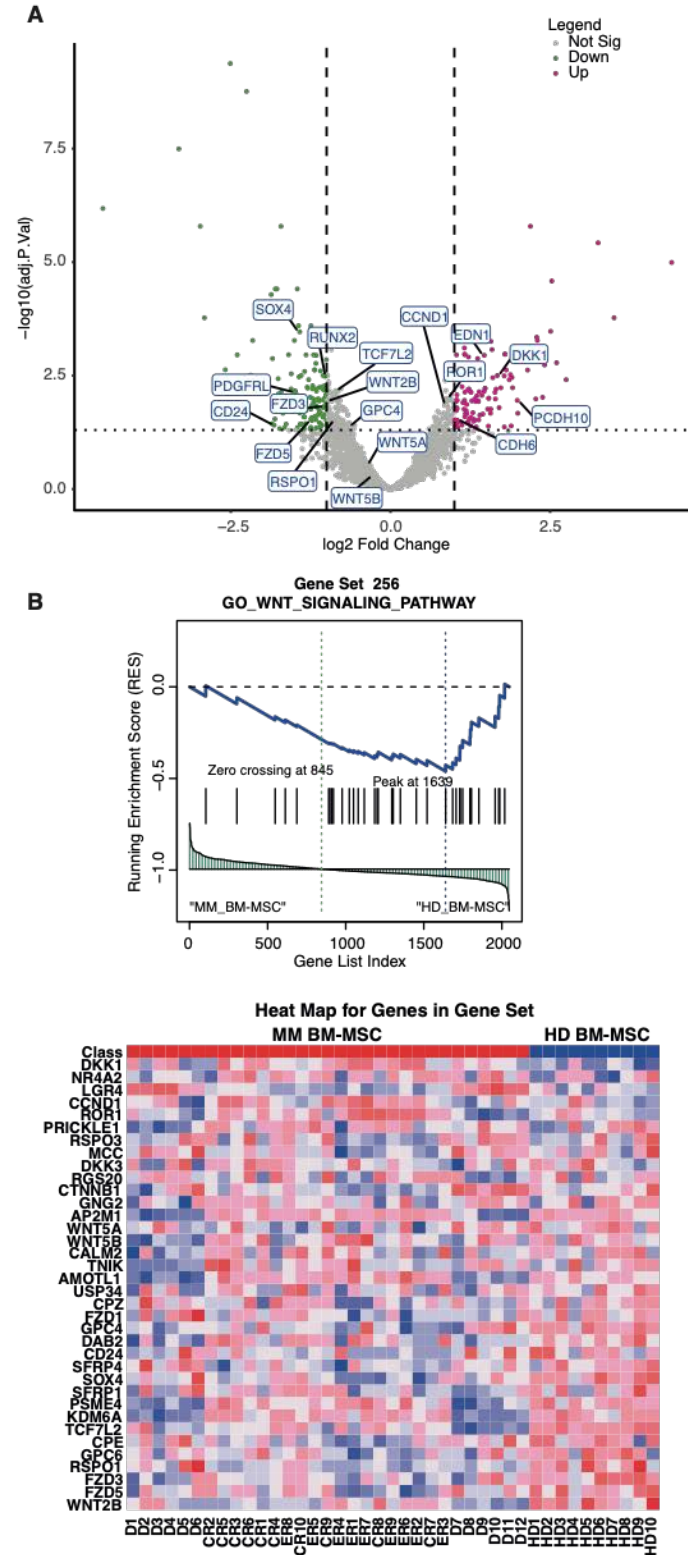 A
Legend
Not Sig
Down
Up
7.5
5.0
2.5
0.0
−log10(adj.P.Val)
SOX4
RUNX2
CCND1
EDN1
TCF7L2
DKK1
PDGFRL
FZD3
WNT2B
ROR1
CD24
GPC4
PCDH10
FZD5
WNT5A
CDH6
RSPO1
WNT5B
−2.5
0.0
2.5
log2 Fold Change
B
Gene Set 256
GO_WNT_SIGNALING_PATHWAY
Running Enrichment Score (RES)
0.0
−0.5
−1.0
Zero crossing at 845
Peak at 1639
"MM_BM-MSC"
"HD_BM-MSC"
0 500 1000 1500 2000
Gene List Index
Heat Map for Genes in Gene Set
MM BM-MSC HD BM-MSC
Class
DKK1
NR4A2
LGR4
CCND1
ROR1
PRICKLE1
RSPO3
MCC
DKK3
RGS20
CTNNB1
GNG2
AP2M1
WNT5A
WNT5B
CALM2
TNIK
AMOTL1
USP34
CPZ
FZD1
GPC4
DAB2
CD24
SFRP4
SOX4
SFRP1
PSME4
KDM6A
TCF7L2
CPE
GPC6
RSPO1
FZD3
FZD5
WNT2B
D1 D2 D3 D4 D5 D6 CR2 CR5 CR3 CR6 CR1 CR4 ER8 CR10 ER5 CR9 ER4 ER1 ER7 CR8 ER9 ER6 ER2 CR7 ER3 D7 D8 D9 D10 D11 D12 HD1 HD2 HD3 HD4 HD5 HD6 HD7 HD8 HD9 HD10